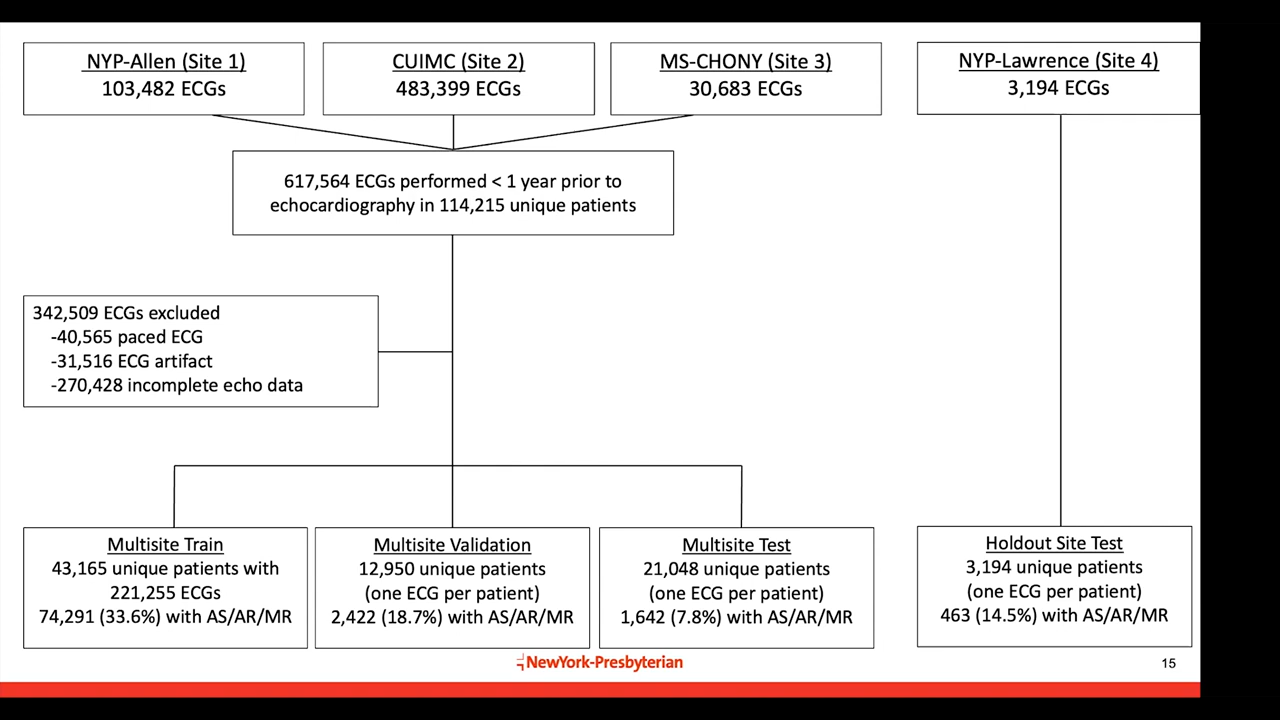 NYP-Allen (Site 1)
103,482 ECGs
CUIMC (Site 2)
483,399 ECGs
MS-CHONY (Site 3)
30,683 ECGs
NYP-Lawrence (Site 4)
3,194 ECGs
617,564 ECGs performed < 1 year prior to
echocardiography in 114,215 unique patients
342,509 ECGs excluded
-40,565 paced ECG
-31,516 ECG artifact
-270,428 incomplete echo data
Multisite Train
43,165 unique patients with
221,255 ECGs
74,291 (33.6%) with AS/AR/MR
Multisite Validation
12,950 unique patients
(one ECG per patient)
2,422 (18.7%) with AS/AR/MR
Multisite Test
21,048 unique patients
(one ECG per patient)
1,642 (7.8%) with AS/AR/MR
Holdout Site Test
3,194 unique patients
(one ECG per patient)
463 (14.5%) with AS/AR/MR
NewYork-Presbyterian
15